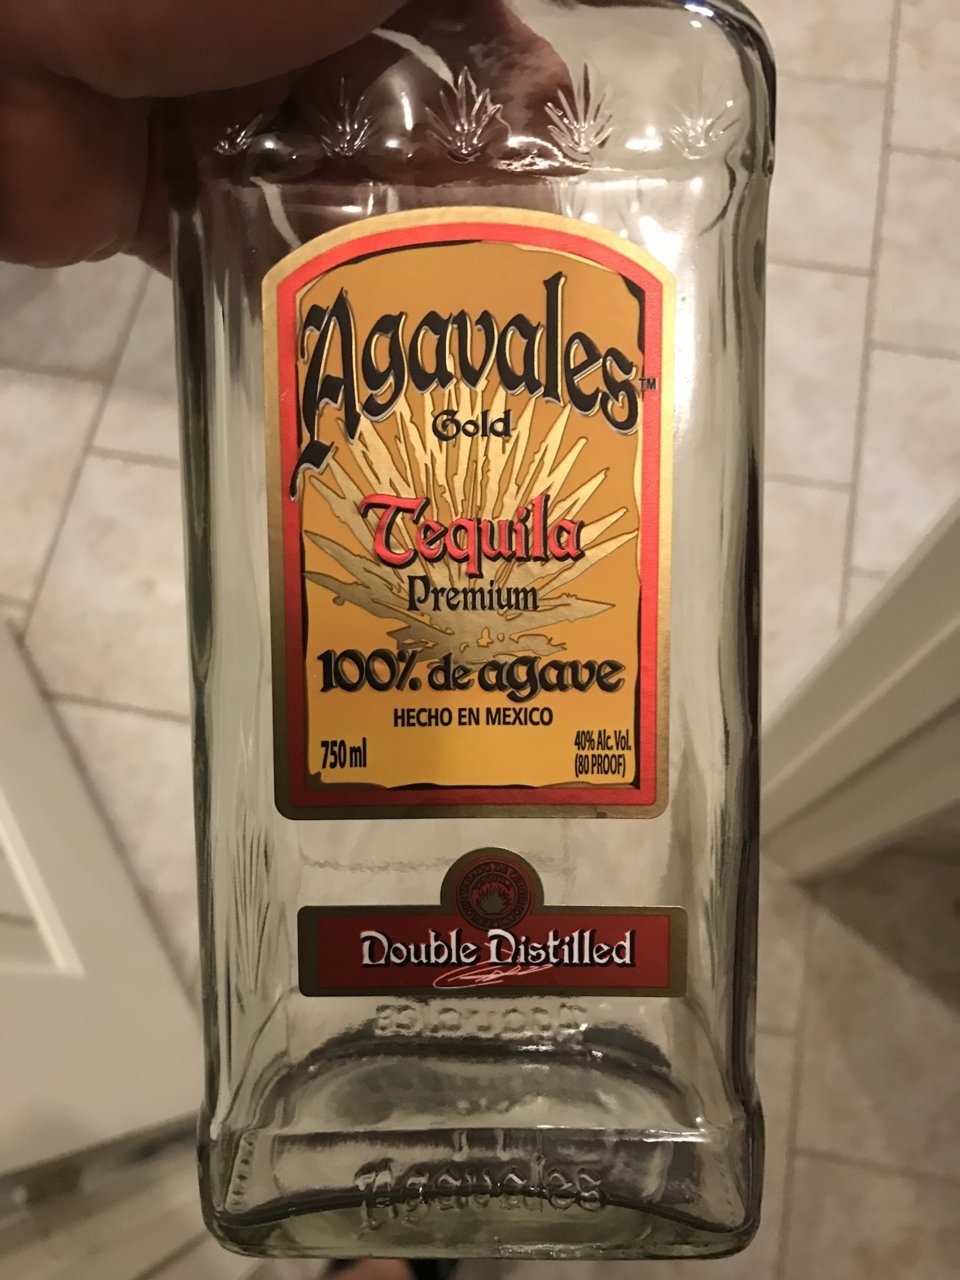 Agavales™
Gold
Tequila
Premium
100% de agave
HECHO EN MEXICO
750 ml
40% Alc. Vol.
(80 PROOF)
Double Distilled
Agavales